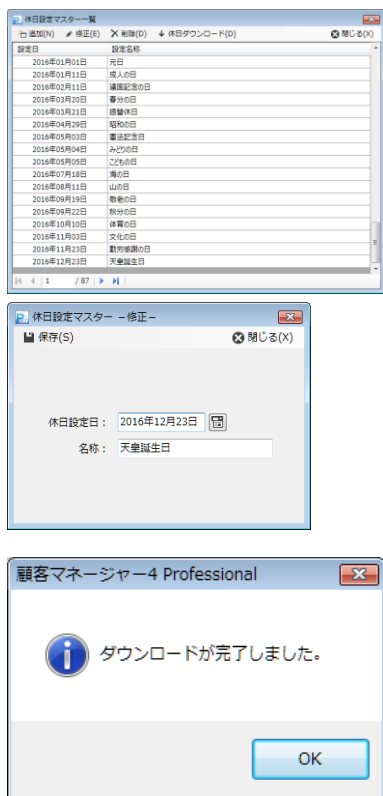 休日設定マスター一覧
追加(N) 修正(E) 削除(D) 休日ダウンロード(D) 閉じる(X)
設定日 設定名称
2016年01月01日 元日
2016年01月11日 成人の日
2016年02月11日 建国記念の日
2016年03月20日 春分の日
2016年03月21日 振替休日
2016年04月29日 昭和の日
2016年05月03日 憲法記念日
2016年05月04日 みどりの日
2016年05月05日 こどもの日
2016年07月18日 海の日
2016年08月11日 山の日
2016年09月19日 敬老の日
2016年09月22日 秋分の日
2016年10月10日 体育の日
2016年11月03日 文化の日
2016年11月23日 勤労感謝の日
2016年12月23日 天皇誕生日
1 / 87
休日設定マスター －修正－
保存(S) 閉じる(X)
休日設定日： 2016年12月23日
名称： 天皇誕生日
顧客マネージャー4 Professional
ダウンロードが完了しました。
OK